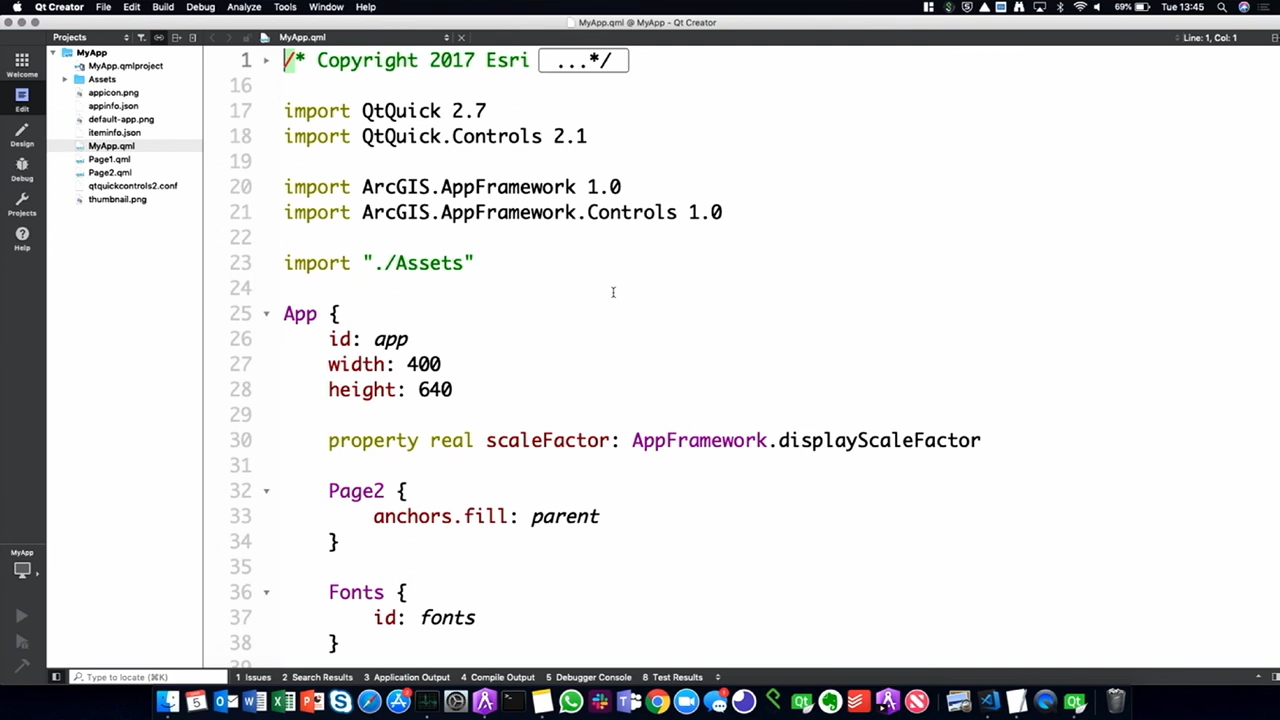 Qt Creator File Edit Build Debug Analyze Tools Window Help 69% Tue 13:45
MyApp.qml @ MyApp - Qt Creator
Projects MyApp.qml Line: 1, Col: 1
Welcome
Edit
Design
Debug
Projects
Help
MyApp
MyApp
MyApp.qmlproject
Assets
appicon.png
appinfo.json
default-app.png
iteminfo.json
MyApp.qml
Page1.qml
Page2.qml
qtquickcontrols2.conf
thumbnail.png
1 /* Copyright 2017 Esri ...*/
16
17 import QtQuick 2.7
18 import QtQuick.Controls 2.1
19
20 import ArcGIS.AppFramework 1.0
21 import ArcGIS.AppFramework.Controls 1.0
22
23 import "./Assets"
24
25 App {
26 id: app
27 width: 400
28 height: 640
29
30 property real scaleFactor: AppFramework.displayScaleFactor
31
32 Page2 {
33 anchors.fill: parent
34 }
35
36 Fonts {
37 id: fonts
38 }
Type to locate (⌘K) 1 Issues 2 Search Results 3 Application Output 4 Compile Output 5 Debugger Console 8 Test Results